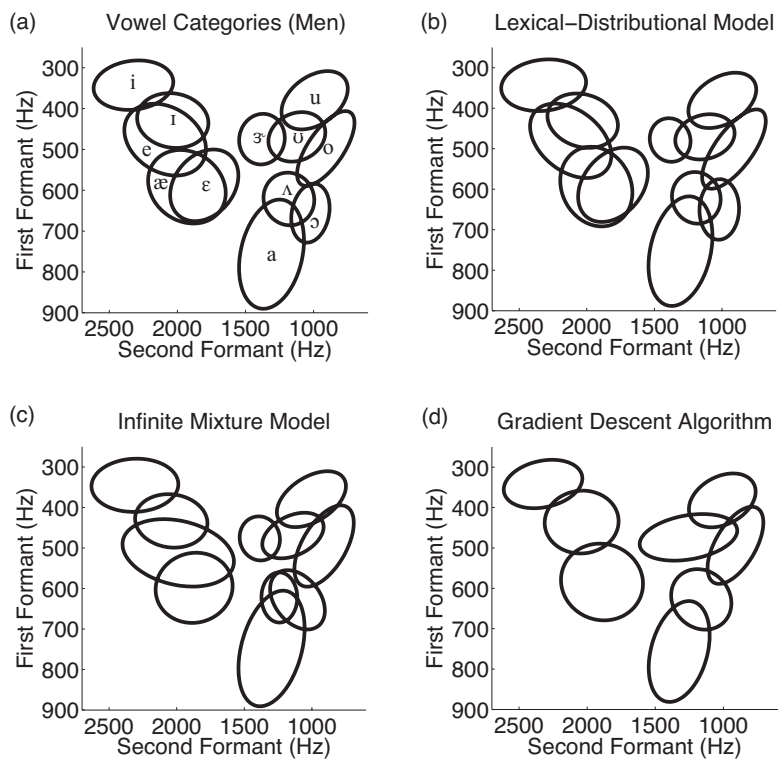 (a) Vowel Categories (Men)
300
400
500
600
700
800
900
First Formant (Hz)
i
ɪ
e
æ
ɛ
u
ɝ
ʊ
o
ʌ
ɔ
a
2500 2000 1500 1000
Second Formant (Hz)
(b) Lexical−Distributional Model
300
400
500
600
700
800
900
First Formant (Hz)
2500 2000 1500 1000
Second Formant (Hz)
(c) Infinite Mixture Model
300
400
500
600
700
800
900
First Formant (Hz)
2500 2000 1500 1000
Second Formant (Hz)
(d) Gradient Descent Algorithm
300
400
500
600
700
800
900
First Formant (Hz)
2500 2000 1500 1000
Second Formant (Hz)